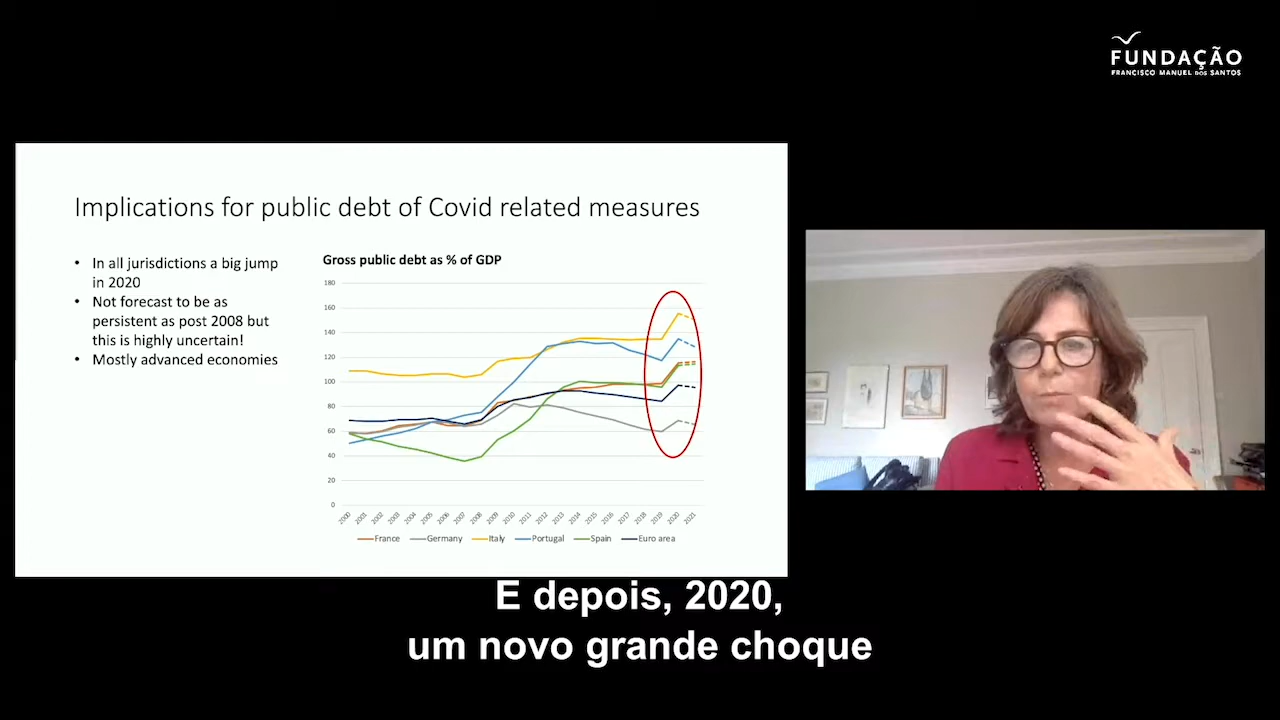 FUNDAÇÃO
FRANCISCO MANUEL DOS SANTOS
Implications for public debt of Covid related measures
• In all jurisdictions a big jump
in 2020
• Not forecast to be as
persistent as post 2008 but
this is highly uncertain!
• Mostly advanced economies
Gross public debt as % of GDP
180
160
140
120
100
80
60
40
20
0
2000 2001 2002 2003 2004 2005 2006 2007 2008 2009 2010 2011 2012 2013 2014 2015 2016 2017 2018 2019 2020 2021
France Germany Italy Portugal Spain Euro area
E depois, 2020,
um novo grande choque